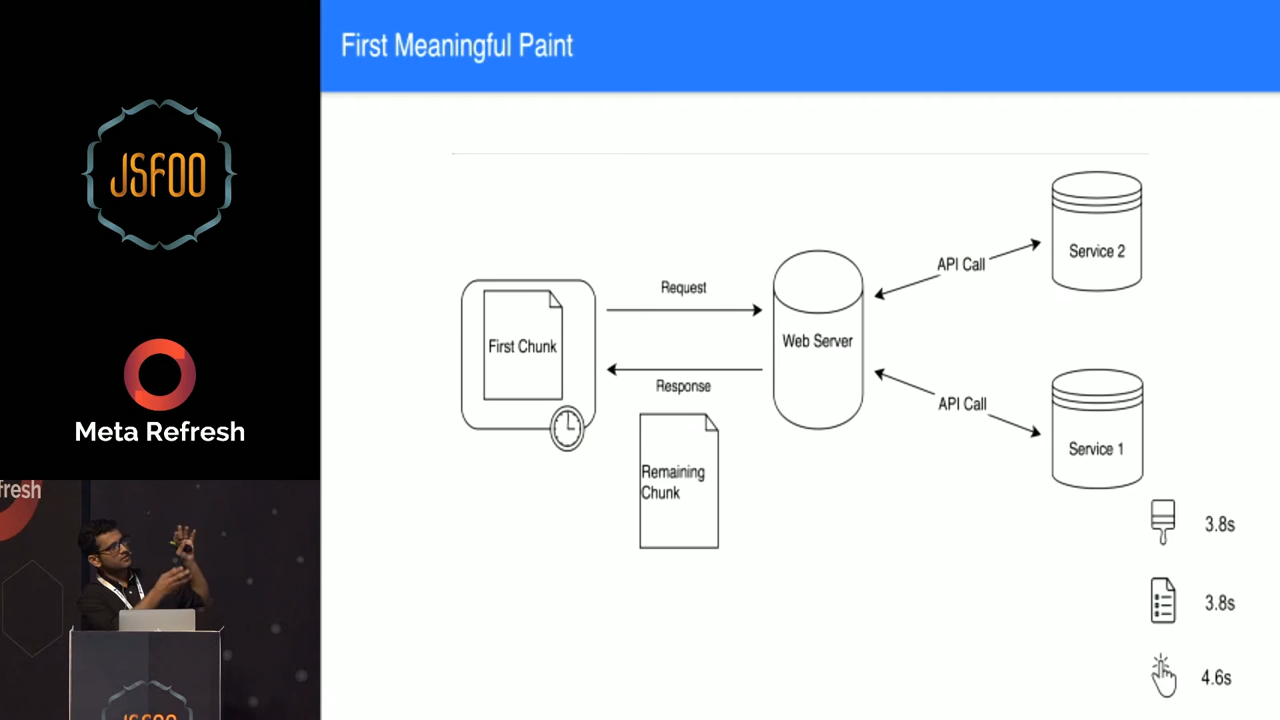 First Meaningful Paint
JSFOO
Meta Refresh
fresh
First Chunk
Request
Response
Remaining
Chunk
Web Server
API Call
API Call
Service 2
Service 1
3.8s
3.8s
4.6s
JSFOO